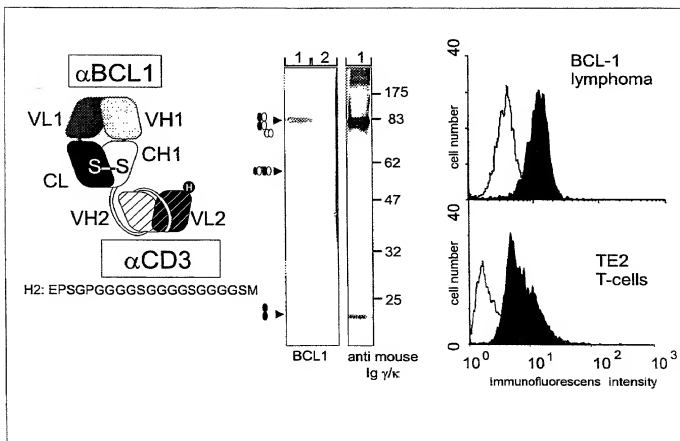 αBCL1
VL1
VH1
S–S
CH1
CL
H
VH2
VL2
αCD3
H2: EPSGPGGGGSGGGGSGGGGSM
1 2
1
175
83
62
47
32
25
BCL1
anti mouse
Ig γ/κ
40
cell number
0
BCL-1
lymphoma
40
cell number
0
TE2
T-cells
10⁰ 10¹ 10² 10³
Immunofluorescens intensity